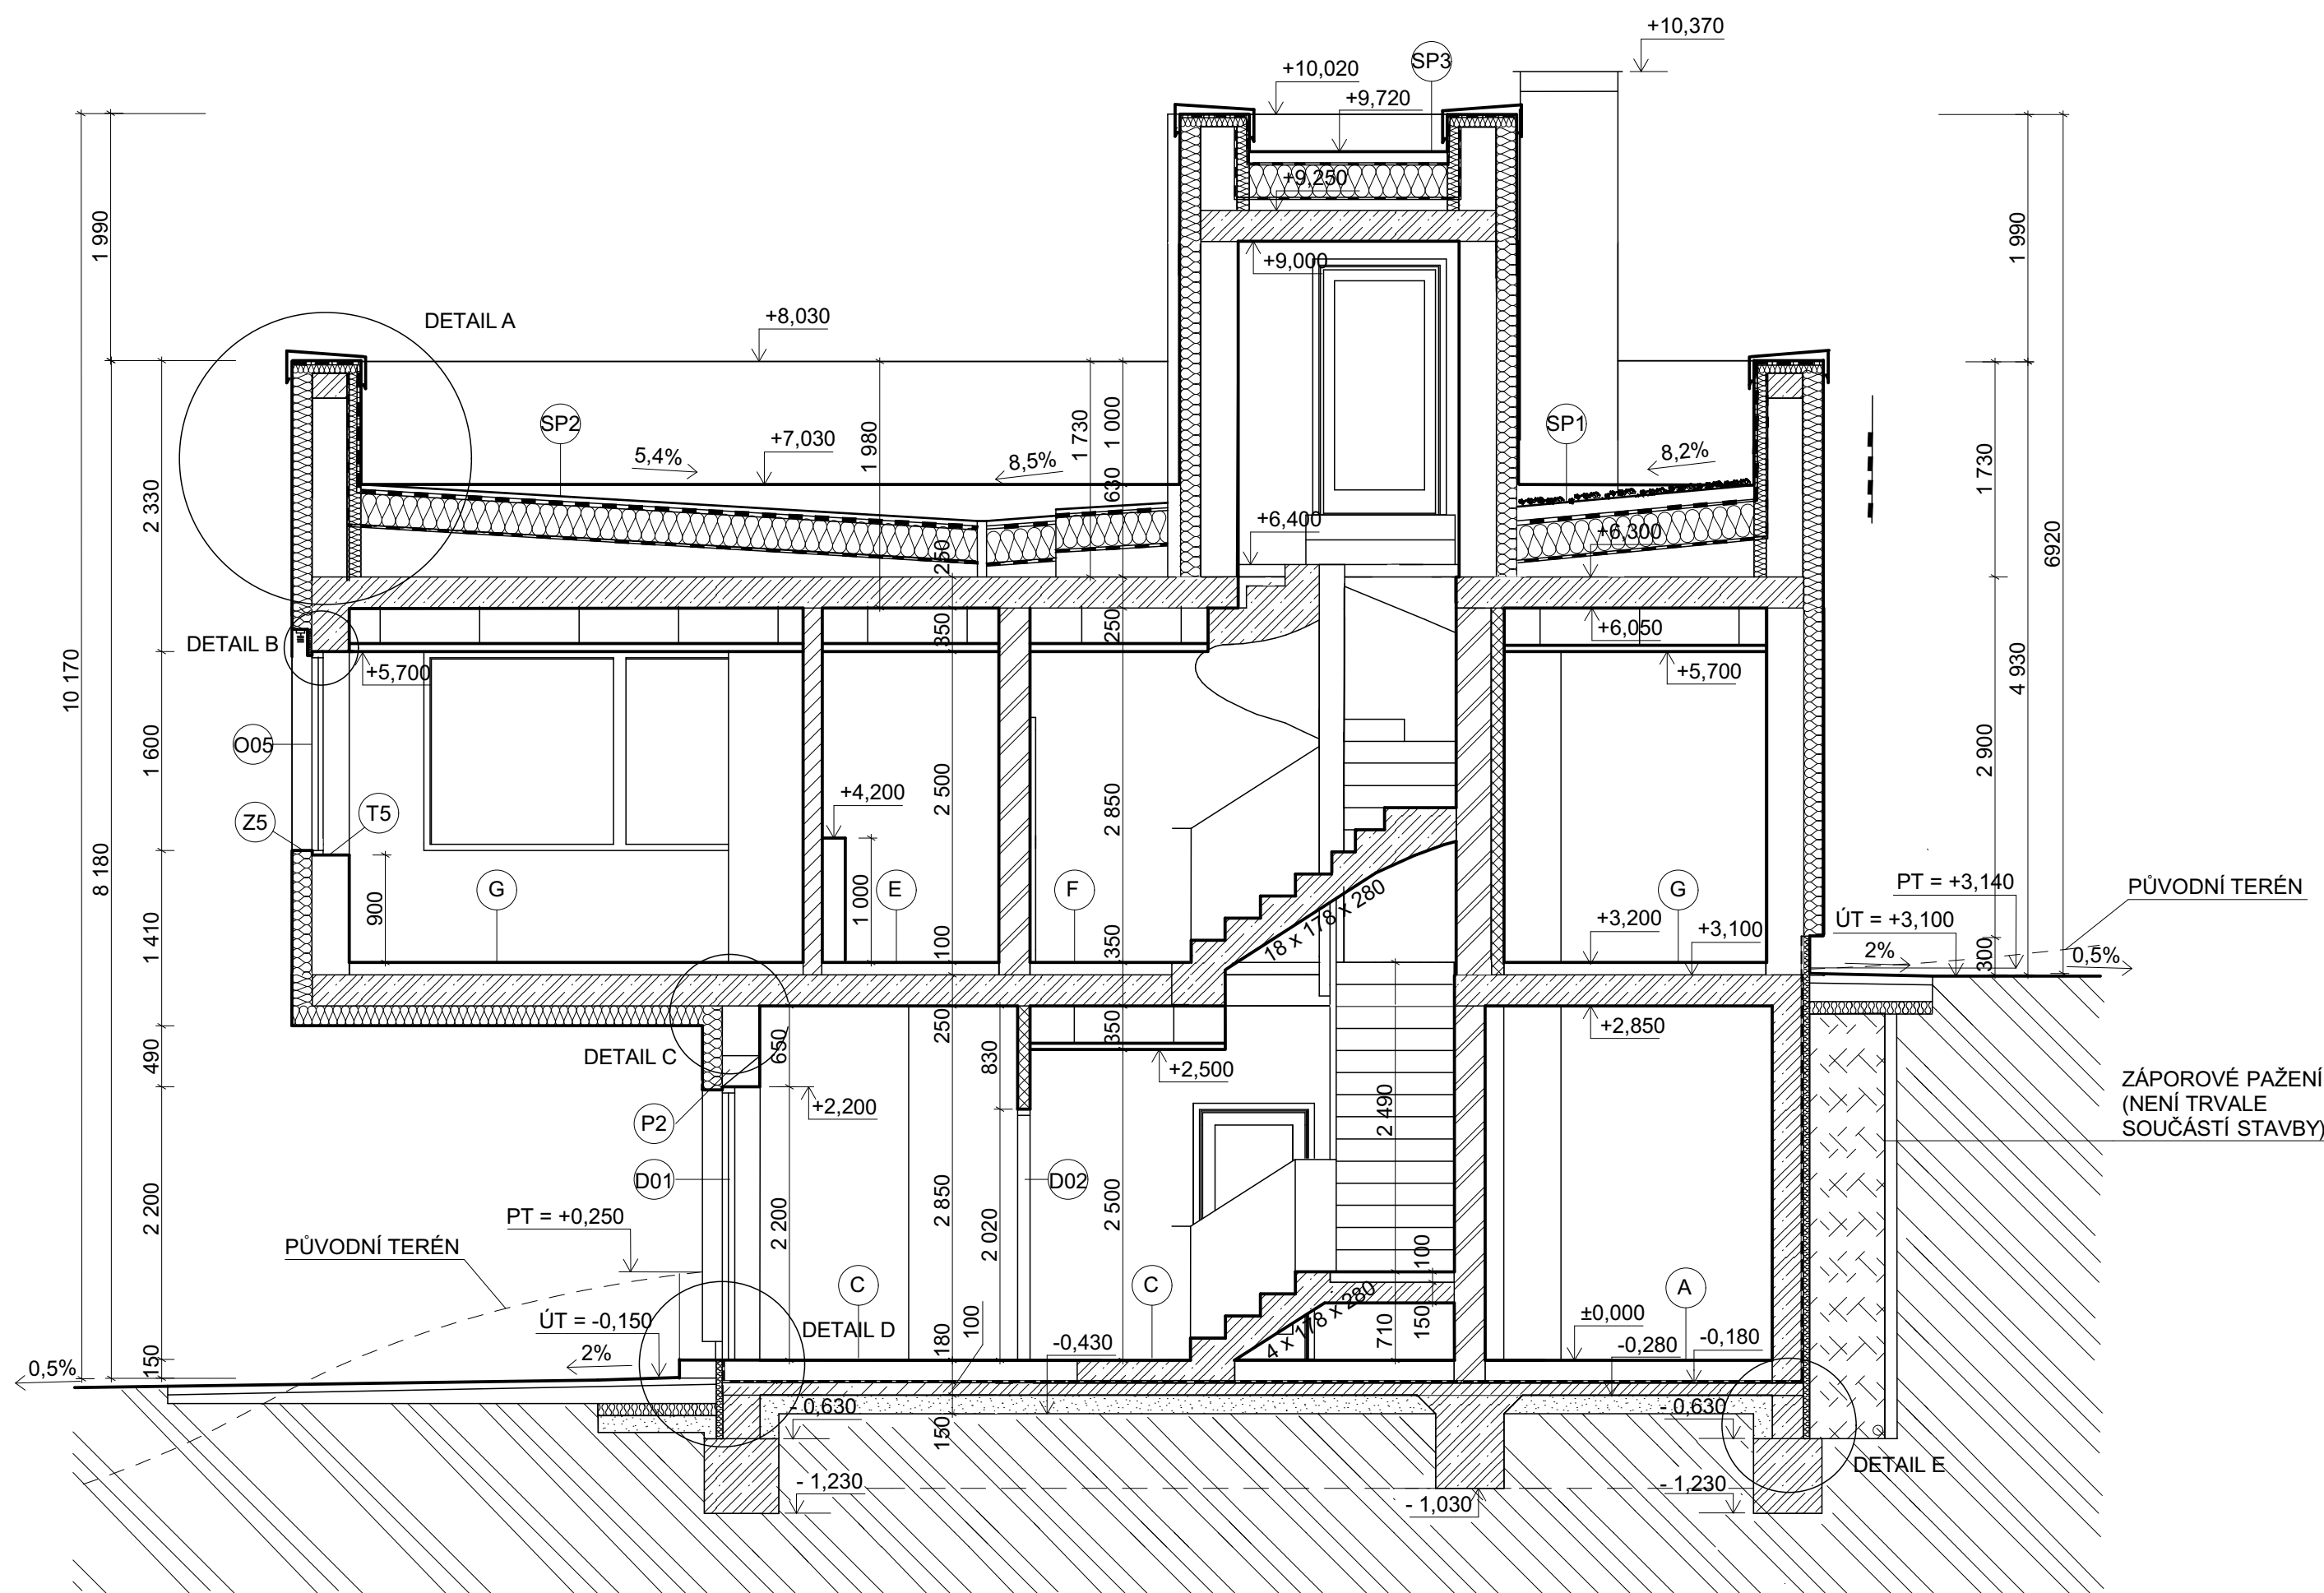 +10,370
+10,020
SP3
+9,720
+9,250
1 990
1 990
+9,000
DETAIL A
+8,030
SP2
+7,030
5,4%
8,5%
1 980
1 730
1 000
630
SP1
8,2%
1 730
2 330
+6,400
+6,300
6920
250
DETAIL B
350
250
+6,050
+5,700
+5,700
10 170
4 930
O05
1 600
2 500
2 850
2 900
Z5
T5
+4,200
8 180
900
G
1 000
E
F
18 x 178 x 280
G
1 410
100
350
+3,200
+3,100
PT = +3,140
PŮVODNÍ TERÉN
ÚT = +3,100
2%
0,5%
300
DETAIL C
490
650
250
830
350
+2,850
+2,500
+2,200
ZÁPOROVÉ PAŽENÍ
(NENÍ TRVALE
SOUČÁSTÍ STAVBY)
P2
2 490
D01
D02
2 200
2 200
2 850
2 020
2 500
PT = +0,250
PŮVODNÍ TERÉN
C
C
100
A
ÚT = -0,150
DETAIL D
100
180
-0,430
4 x 178 x 280
710
150
±0,000
-0,280
-0,180
0,5%
2%
150
- 0,630
150
- 0,630
DETAIL E
- 1,230
- 1,030
- 1,230